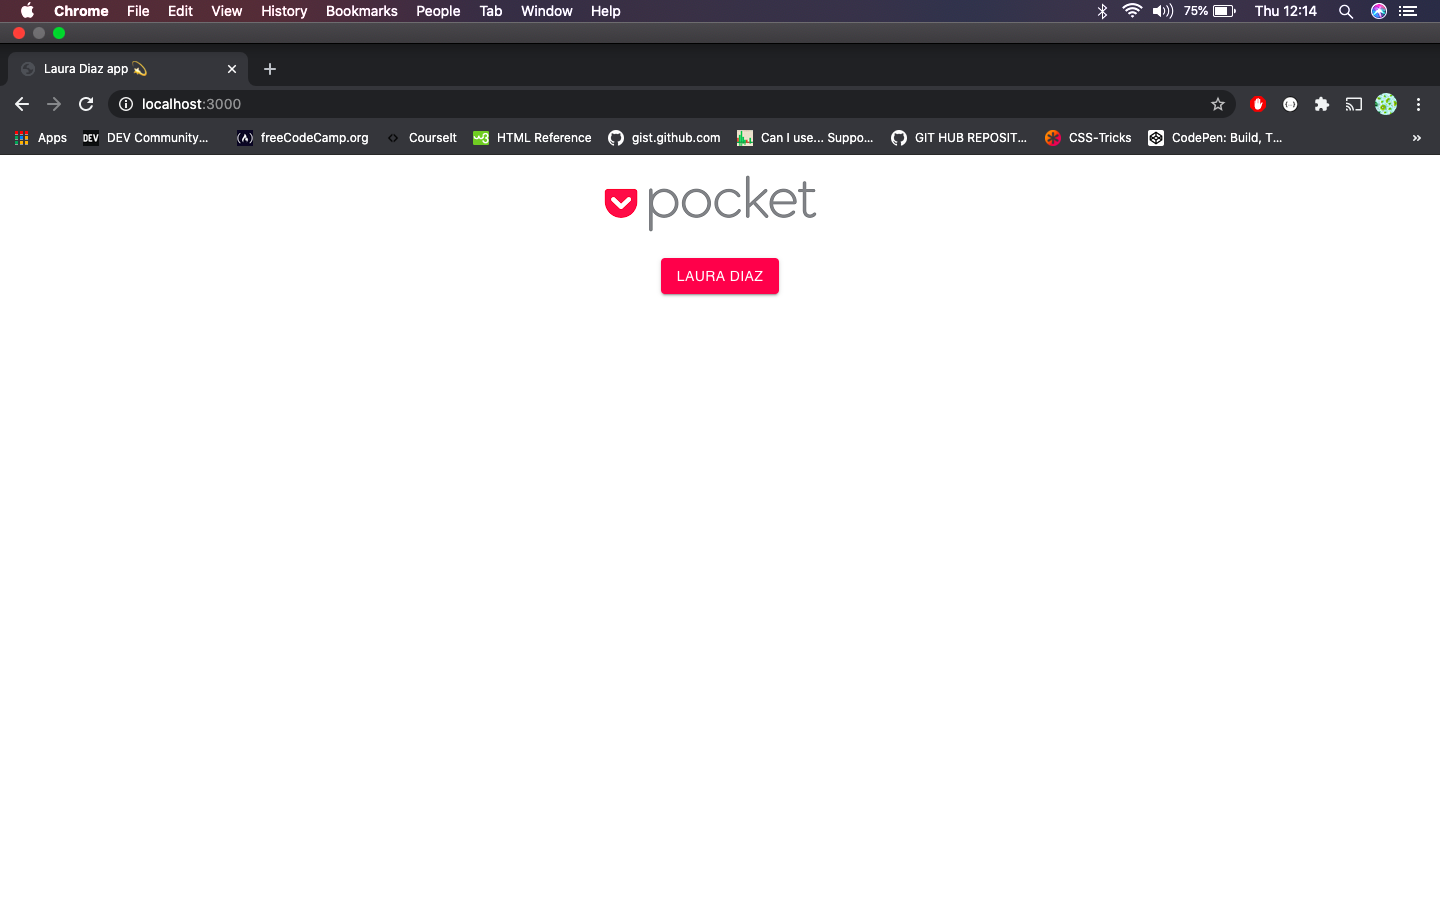 Chrome File Edit View History Bookmarks People Tab Window Help 75% Thu 12:14
Laura Diaz app
localhost:3000
Apps DEV DEV Community... freeCodeCamp.org CourseIt HTML Reference gist.github.com Can I use... Suppo... GIT HUB REPOSIT... CSS-Tricks CodePen: Build, T... »
pocket
LAURA DIAZ